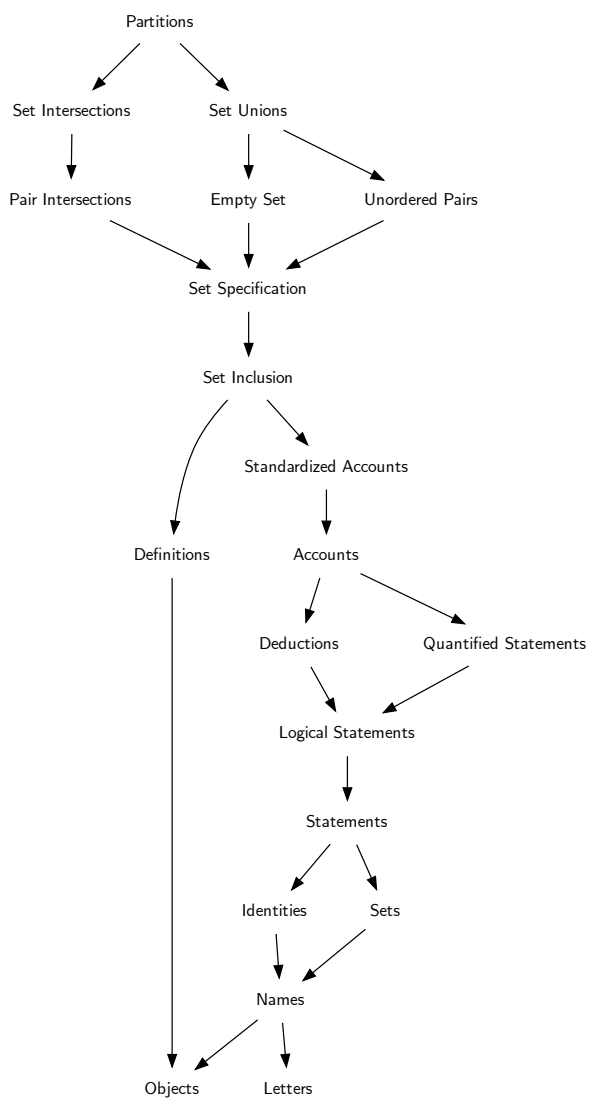 Partitions
Set Intersections
Set Unions
Pair Intersections
Empty Set
Unordered Pairs
Set Specification
Set Inclusion
Standardized Accounts
Definitions
Accounts
Deductions
Quantified Statements
Logical Statements
Statements
Identities
Sets
Names
Objects
Letters